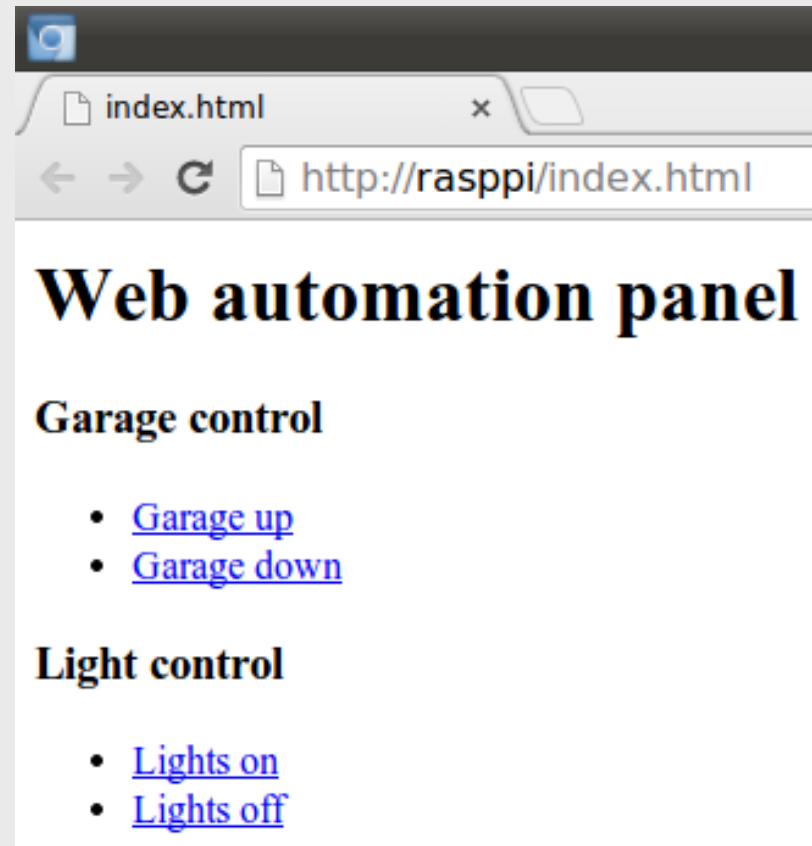 index.html
http://rasppi/index.html
Web automation panel
Garage control
Garage up
Garage down
Light control
Lights on
Lights off